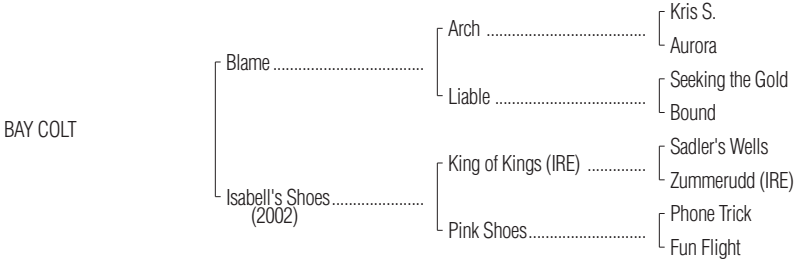 Kris S.
Arch ......................................
Aurora
Blame ...................................
Seeking the Gold
Liable ....................................
Bound
BAY COLT
Sadler's Wells
King of Kings (IRE) ..............
Zummerudd (IRE)
Isabell's Shoes.....................
(2002)
Phone Trick
Pink Shoes...........................
Fun Flight